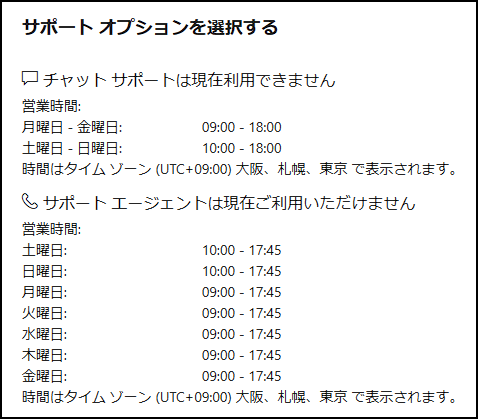 サポート オプションを選択する
チャット サポートは現在利用できません
営業時間:
月曜日 - 金曜日: 09:00 - 18:00
土曜日 - 日曜日: 10:00 - 18:00
時間はタイム ゾーン (UTC+09:00) 大阪、札幌、東京 で表示されます。
サポート エージェントは現在ご利用いただけません
営業時間:
土曜日: 10:00 - 17:45
日曜日: 10:00 - 17:45
月曜日: 09:00 - 17:45
火曜日: 09:00 - 17:45
水曜日: 09:00 - 17:45
木曜日: 09:00 - 17:45
金曜日: 09:00 - 17:45
時間はタイム ゾーン (UTC+09:00) 大阪、札幌、東京 で表示されます。